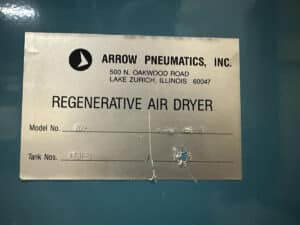 ARROW PNEUMATICS, INC.
500 N. OAKWOOD ROAD
LAKE ZURICH, ILLINOIS 60047
REGENERATIVE AIR DRYER
Model No.
Tank Nos. /